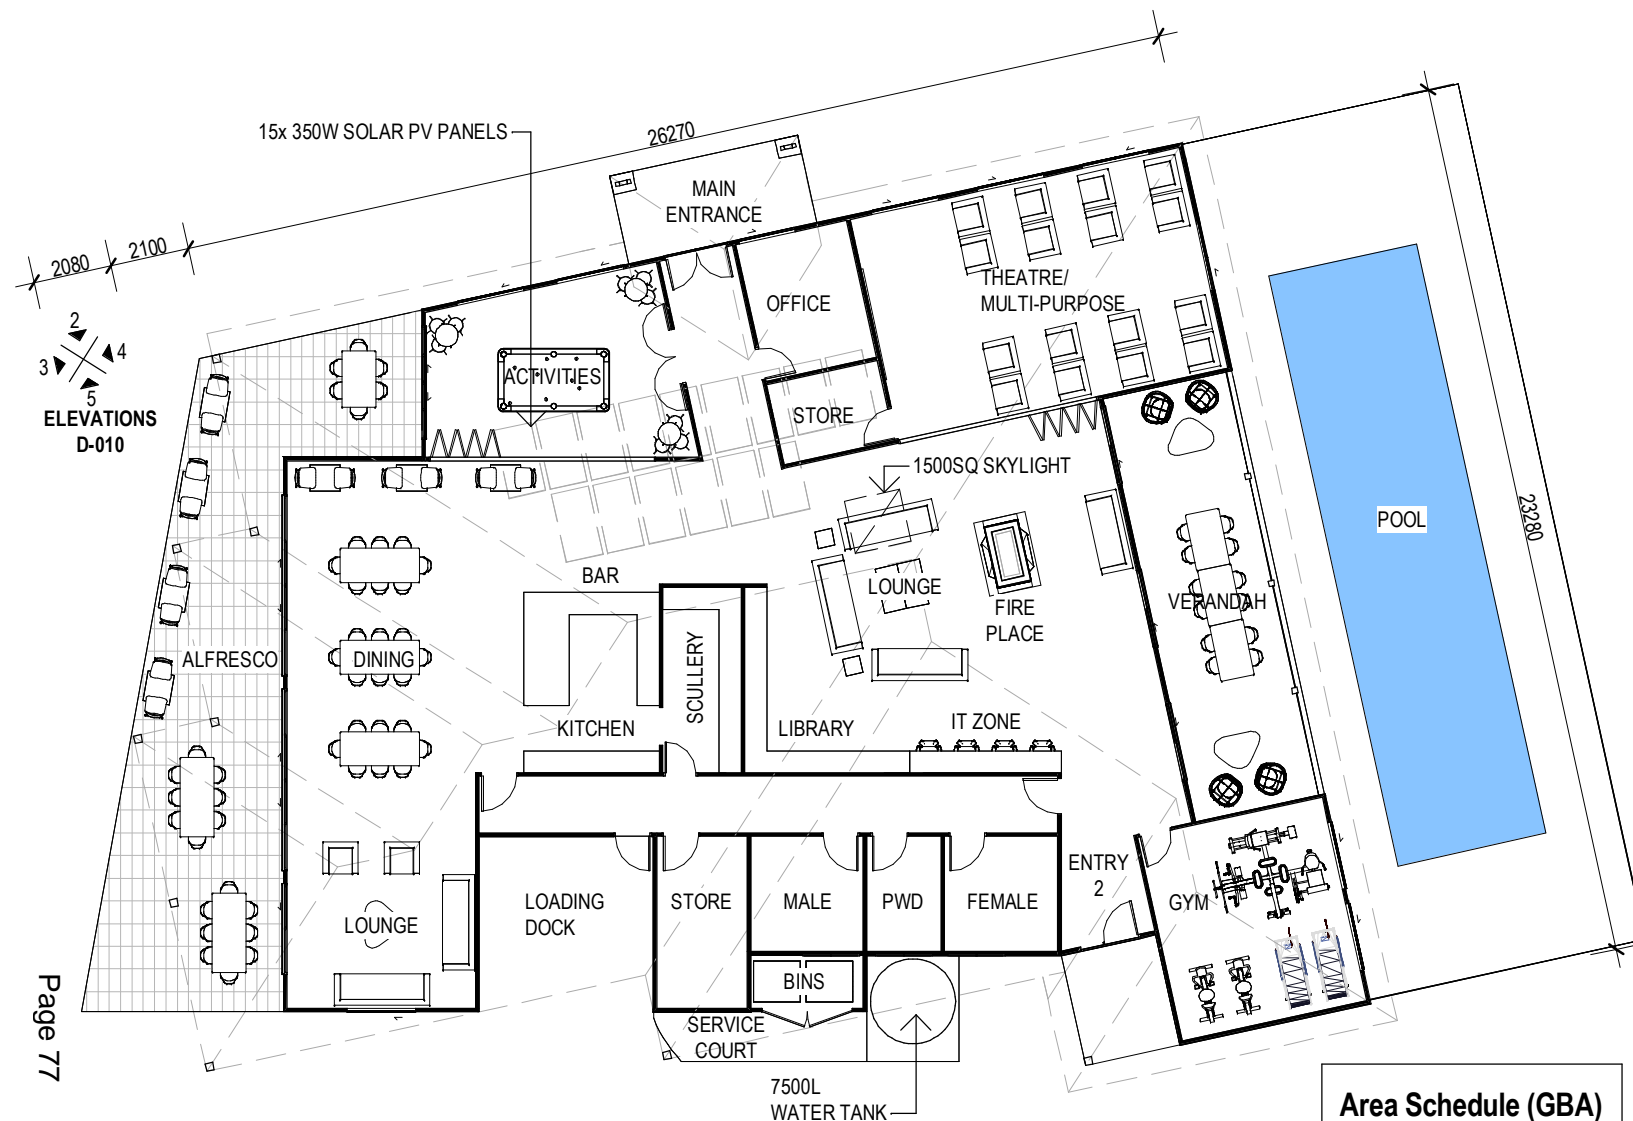 26270
15x 350W SOLAR PV PANELS
MAIN
ENTRANCE
2080
2100
2
3
4
5
ELEVATIONS
D-010
OFFICE
THEATRE/
MULTI-PURPOSE
ACTIVITIES
STORE
1500SQ SKYLIGHT
POOL
23280
BAR
LOUNGE
FIRE
PLACE
VERANDAH
ALFRESCO
DINING
SCULLERY
KITCHEN
LIBRARY
IT ZONE
LOUNGE
LOADING
DOCK
STORE
MALE
PWD
FEMALE
ENTRY
2
GYM
BINS
SERVICE
COURT
7500L
WATER TANK
Page 77
Area Schedule (GBA)